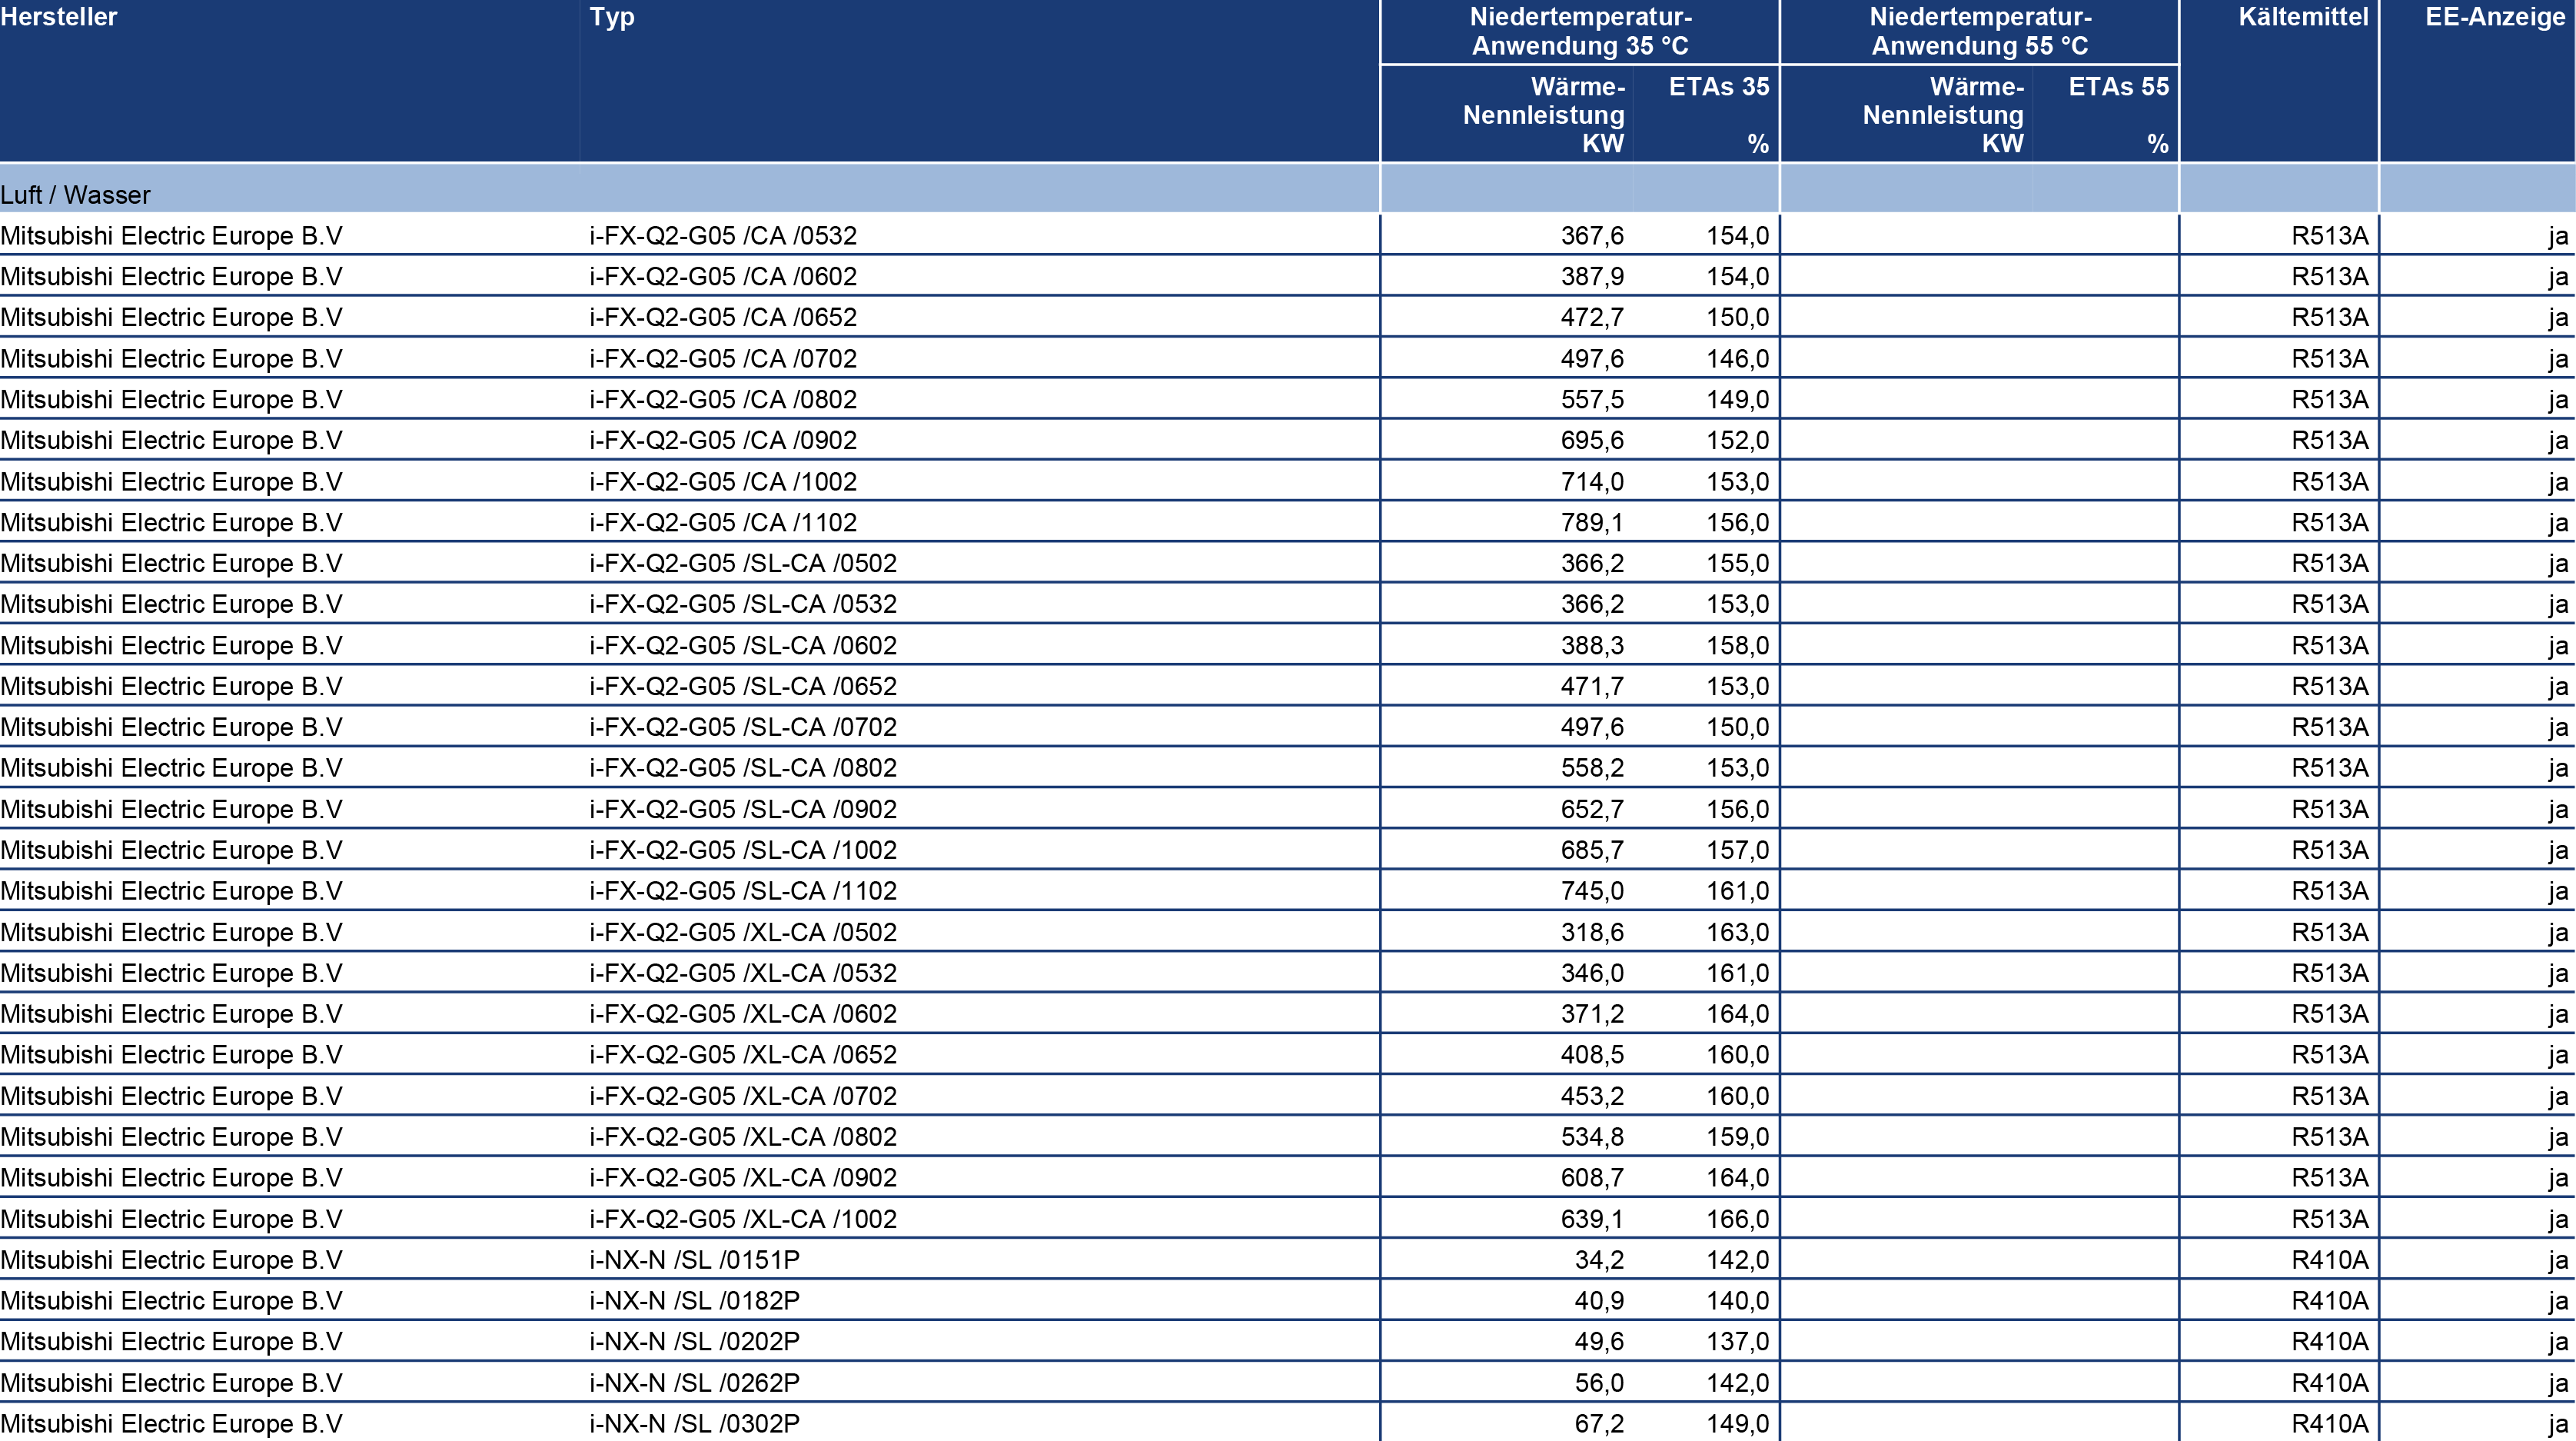 Hersteller Typ Niedertemperatur- Niedertemperatur- Kältemittel EE-Anzeige
Anwendung 35 °C Anwendung 55 °C
Wärme- ETAs 35 Wärme- ETAs 55
Nennleistung Nennleistung
KW % KW %
Luft / Wasser
Mitsubishi Electric Europe B.V i-FX-Q2-G05 /CA /0532 367,6 154,0 R513A ja
Mitsubishi Electric Europe B.V i-FX-Q2-G05 /CA /0602 387,9 154,0 R513A ja
Mitsubishi Electric Europe B.V i-FX-Q2-G05 /CA /0652 472,7 150,0 R513A ja
Mitsubishi Electric Europe B.V i-FX-Q2-G05 /CA /0702 497,6 146,0 R513A ja
Mitsubishi Electric Europe B.V i-FX-Q2-G05 /CA /0802 557,5 149,0 R513A ja
Mitsubishi Electric Europe B.V i-FX-Q2-G05 /CA /0902 695,6 152,0 R513A ja
Mitsubishi Electric Europe B.V i-FX-Q2-G05 /CA /1002 714,0 153,0 R513A ja
Mitsubishi Electric Europe B.V i-FX-Q2-G05 /CA /1102 789,1 156,0 R513A ja
Mitsubishi Electric Europe B.V i-FX-Q2-G05 /SL-CA /0502 366,2 155,0 R513A ja
Mitsubishi Electric Europe B.V i-FX-Q2-G05 /SL-CA /0532 366,2 153,0 R513A ja
Mitsubishi Electric Europe B.V i-FX-Q2-G05 /SL-CA /0602 388,3 158,0 R513A ja
Mitsubishi Electric Europe B.V i-FX-Q2-G05 /SL-CA /0652 471,7 153,0 R513A ja
Mitsubishi Electric Europe B.V i-FX-Q2-G05 /SL-CA /0702 497,6 150,0 R513A ja
Mitsubishi Electric Europe B.V i-FX-Q2-G05 /SL-CA /0802 558,2 153,0 R513A ja
Mitsubishi Electric Europe B.V i-FX-Q2-G05 /SL-CA /0902 652,7 156,0 R513A ja
Mitsubishi Electric Europe B.V i-FX-Q2-G05 /SL-CA /1002 685,7 157,0 R513A ja
Mitsubishi Electric Europe B.V i-FX-Q2-G05 /SL-CA /1102 745,0 161,0 R513A ja
Mitsubishi Electric Europe B.V i-FX-Q2-G05 /XL-CA /0502 318,6 163,0 R513A ja
Mitsubishi Electric Europe B.V i-FX-Q2-G05 /XL-CA /0532 346,0 161,0 R513A ja
Mitsubishi Electric Europe B.V i-FX-Q2-G05 /XL-CA /0602 371,2 164,0 R513A ja
Mitsubishi Electric Europe B.V i-FX-Q2-G05 /XL-CA /0652 408,5 160,0 R513A ja
Mitsubishi Electric Europe B.V i-FX-Q2-G05 /XL-CA /0702 453,2 160,0 R513A ja
Mitsubishi Electric Europe B.V i-FX-Q2-G05 /XL-CA /0802 534,8 159,0 R513A ja
Mitsubishi Electric Europe B.V i-FX-Q2-G05 /XL-CA /0902 608,7 164,0 R513A ja
Mitsubishi Electric Europe B.V i-FX-Q2-G05 /XL-CA /1002 639,1 166,0 R513A ja
Mitsubishi Electric Europe B.V i-NX-N /SL /0151P 34,2 142,0 R410A ja
Mitsubishi Electric Europe B.V i-NX-N /SL /0182P 40,9 140,0 R410A ja
Mitsubishi Electric Europe B.V i-NX-N /SL /0202P 49,6 137,0 R410A ja
Mitsubishi Electric Europe B.V i-NX-N /SL /0262P 56,0 142,0 R410A ja
Mitsubishi Electric Europe B.V i-NX-N /SL /0302P 67,2 149,0 R410A ja